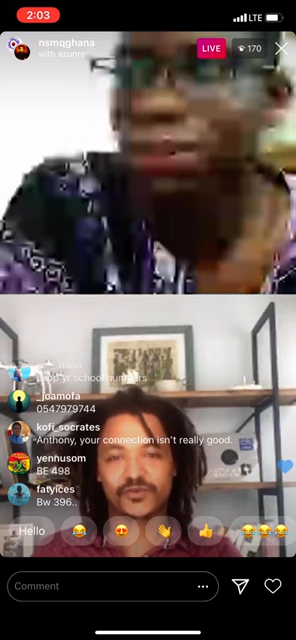 2:03
LTE
nsmqghana
with azunre
LIVE
170
Drop yr school numbers
_joamofa
0547979744
kofi_socrates
Anthony, your connection isn't really good.
yennusom
BE 498
fatyices
Bw 396..
Hello
Comment